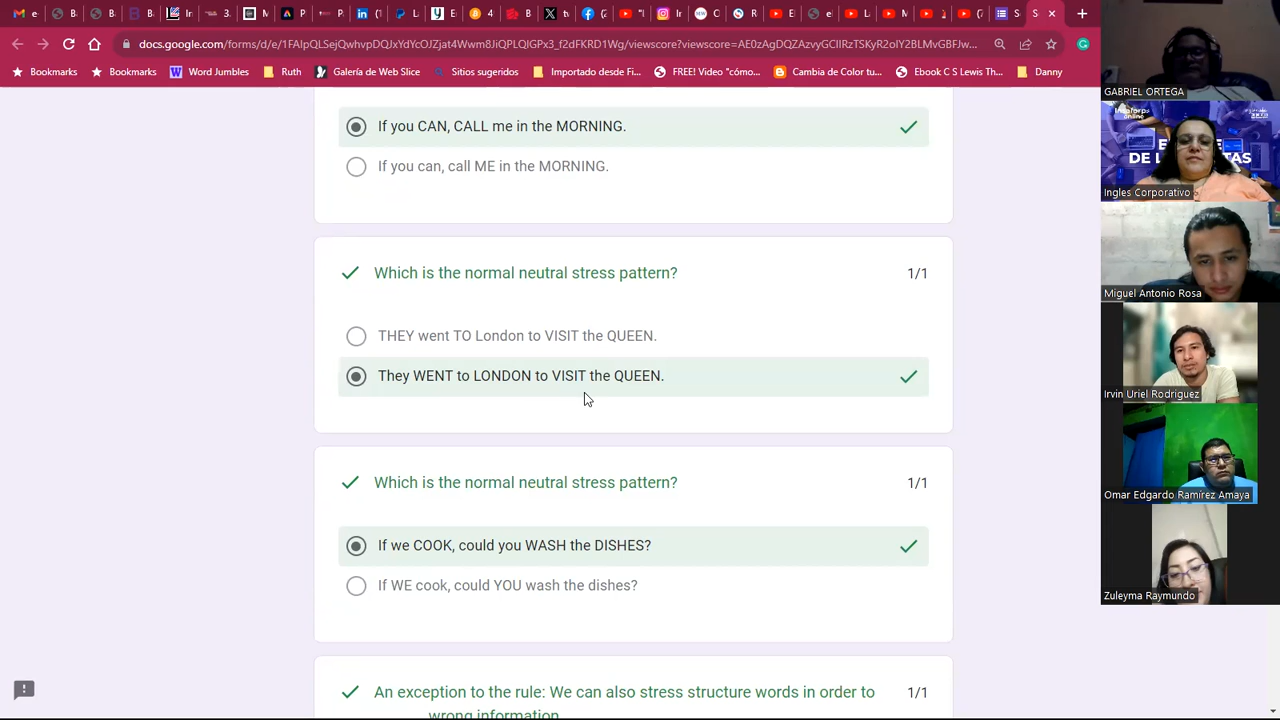 docs.google.com/forms/d/e/1FAIpQLSejQwhvpDQJxYdYcOJZjat4Wwm8JiQPLQIGPx3_f2dFKRD1Wg/viewscore?viewscore=AE0zAgDQZAzvyGCIlRzTSKyR2oIY2BLMvGBFJw...
Bookmarks Bookmarks Word Jumbles Ruth Galería de Web Slice Sitios sugeridos Importado desde Fi... FREE! Video "cómo... Cambia de Color tu... Ebook C S Lewis Th... Danny
If you CAN, CALL me in the MORNING.
If you can, call ME in the MORNING.
Which is the normal neutral stress pattern? 1/1
THEY went TO London to VISIT the QUEEN.
They WENT to LONDON to VISIT the QUEEN.
Which is the normal neutral stress pattern? 1/1
If we COOK, could you WASH the DISHES?
If WE cook, could YOU wash the dishes?
An exception to the rule: We can also stress structure words in order to 1/1
wrong information
GABRIEL ORTEGA
Ingles Corporativo
Miguel Antonio Rosa
Irvin Uriel Rodriguez
Omar Edgardo Ramírez Amaya
Zuleyma Raymundo